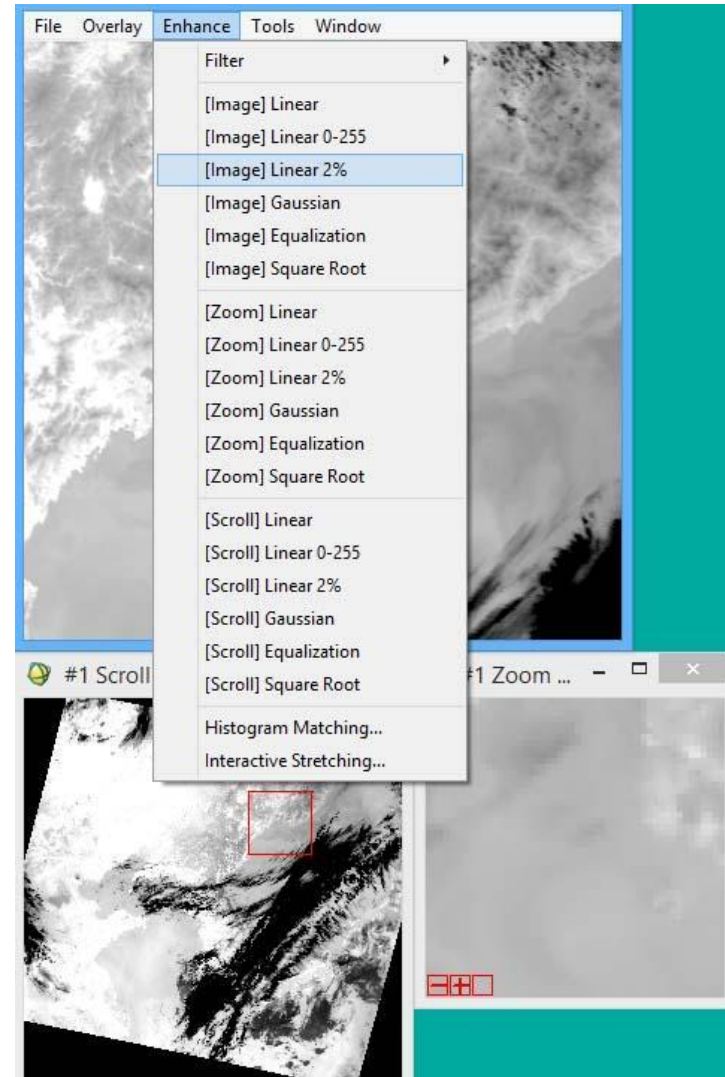 File Overlay Enhance Tools Window
Filter
[Image] Linear
[Image] Linear 0-255
[Image] Linear 2%
[Image] Gaussian
[Image] Equalization
[Image] Square Root
[Zoom] Linear
[Zoom] Linear 0-255
[Zoom] Linear 2%
[Zoom] Gaussian
[Zoom] Equalization
[Zoom] Square Root
[Scroll] Linear
[Scroll] Linear 0-255
[Scroll] Linear 2%
[Scroll] Gaussian
[Scroll] Equalization
[Scroll] Square Root
Histogram Matching...
Interactive Stretching...
#1 Scroll
#1 Zoom ...